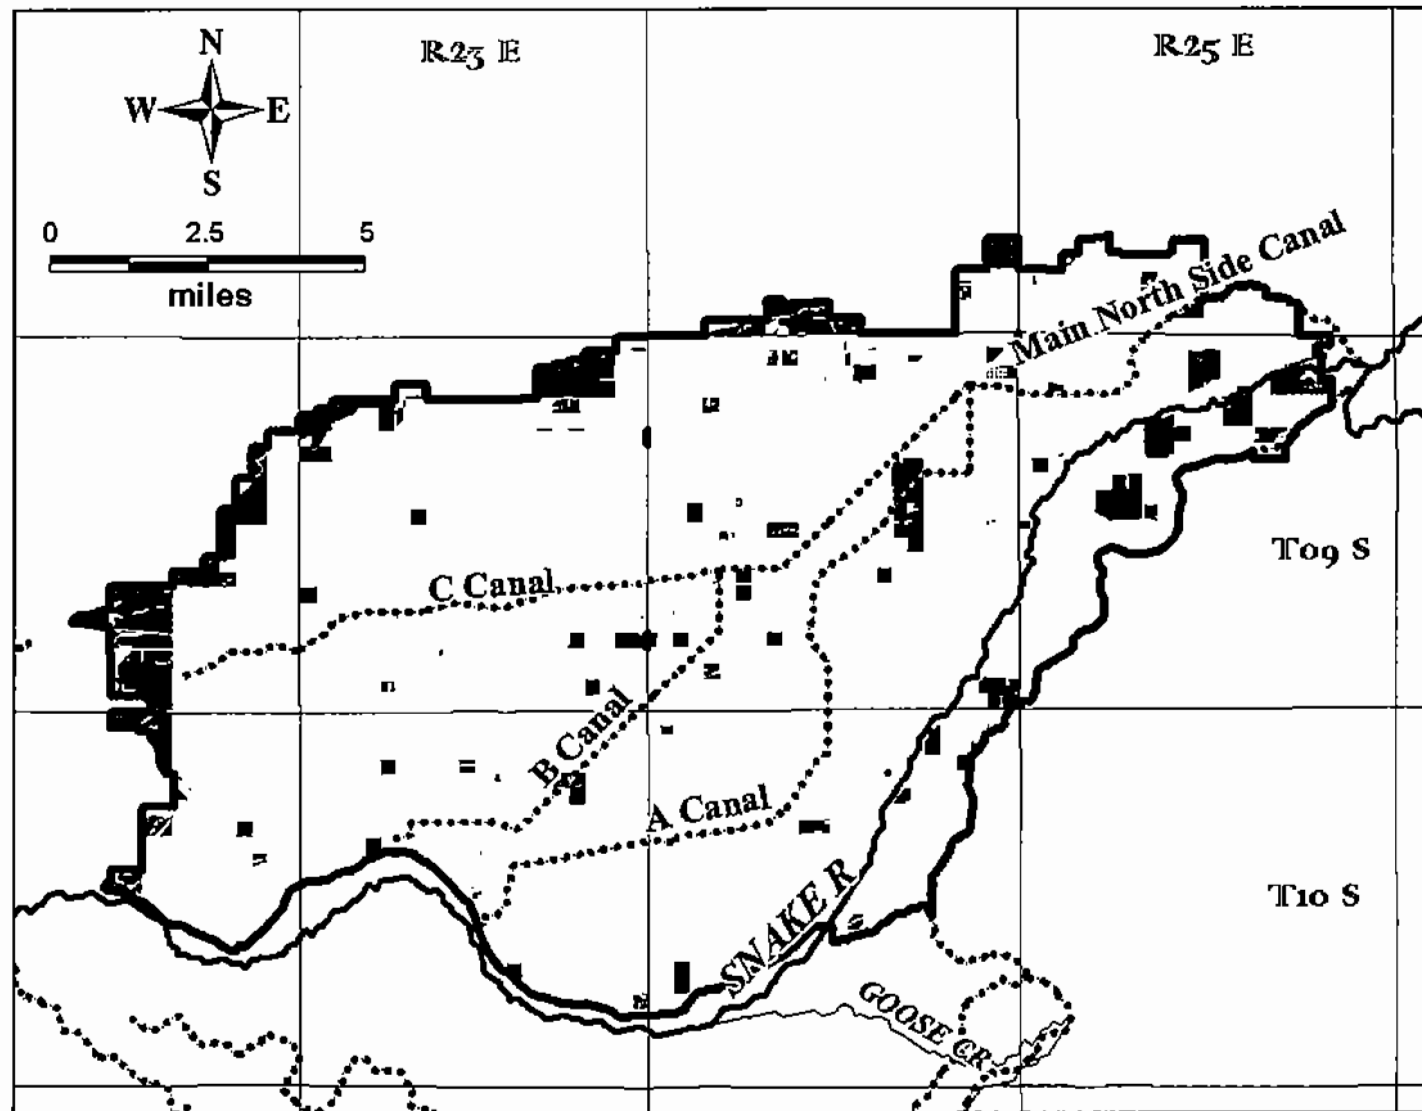 N
W E
S
0 2.5 5
miles
R23 E
R25 E
Main North Side Canal
C Canal
B Canal
A Canal
SNAKE R
GOOSE CR
T09 S
T10 S